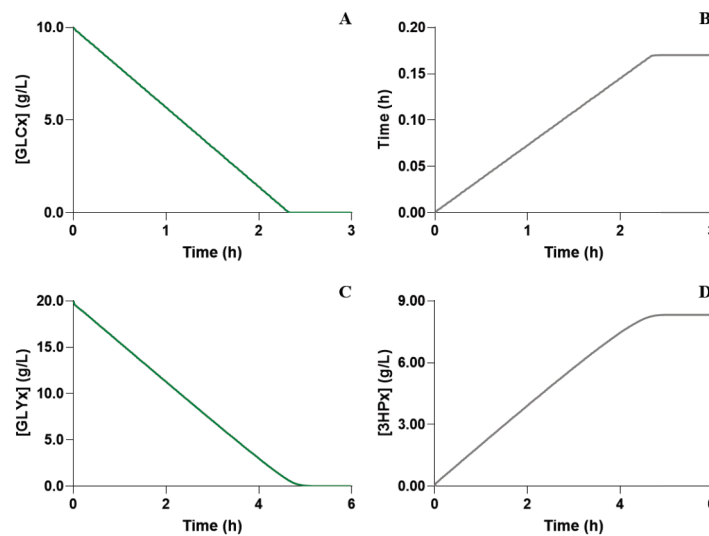 A
[GLCx] (g/L)
10.0
5.0
0.0
0 1 2 3
Time (h)
B
Time (h)
0.20
0.15
0.10
0.05
0.00
0 1 2 3
Time (h)
C
[GLYx] (g/L)
20.0
15.0
10.0
5.0
0.0
0 2 4 6
Time (h)
D
[3HPx] (g/L)
9.00
6.00
3.00
0.00
0 2 4 6
Time (h)